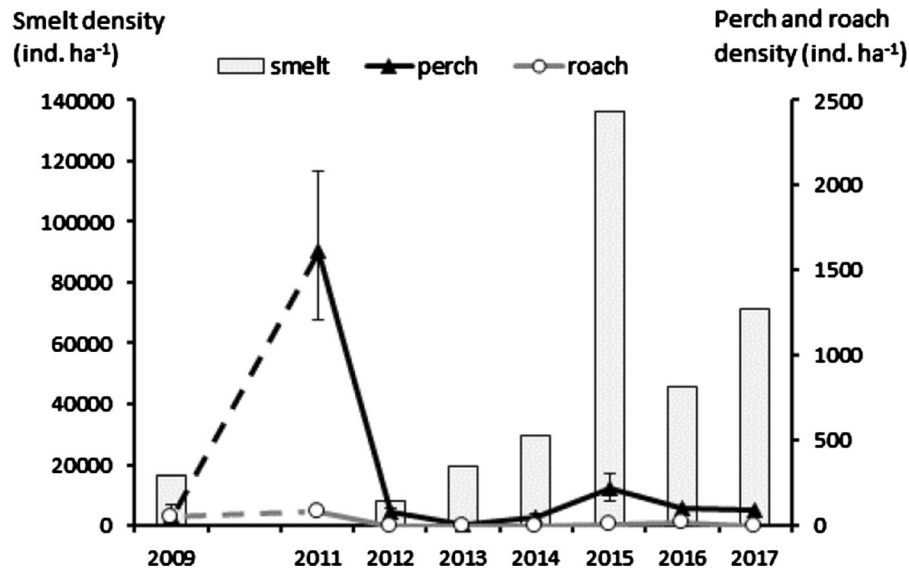 Smelt density
(ind. ha⁻¹)
Perch and roach
density (ind. ha⁻¹)
smelt perch roach
140000
120000
100000
80000
60000
40000
20000
0
2500
2000
1500
1000
500
0
2009 2011 2012 2013 2014 2015 2016 2017